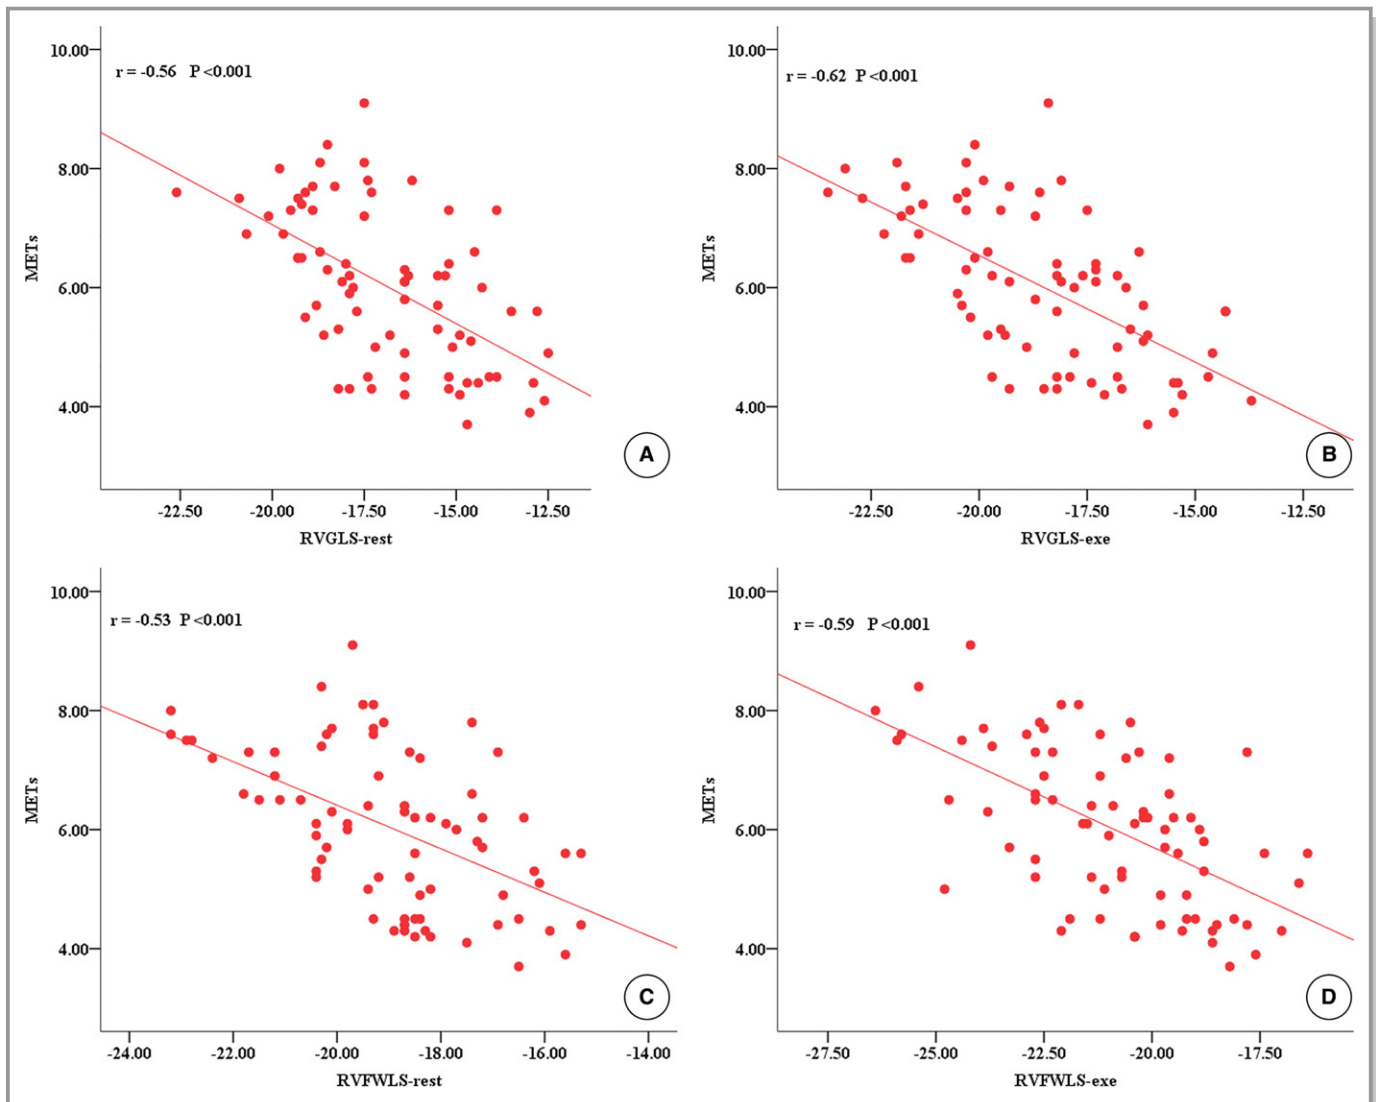 10.00
r = -0.56 P <0.001
8.00
METs
6.00
4.00
A
-22.50 -20.00 -17.50 -15.00 -12.50
RVGLS-rest
10.00
r = -0.62 P <0.001
8.00
METs
6.00
4.00
B
-22.50 -20.00 -17.50 -15.00 -12.50
RVGLS-exe
10.00
r = -0.53 P <0.001
8.00
METs
6.00
4.00
C
-24.00 -22.00 -20.00 -18.00 -16.00 -14.00
RVFWLS-rest
10.00
r = -0.59 P <0.001
8.00
METs
6.00
4.00
D
-27.50 -25.00 -22.50 -20.00 -17.50
RVFWLS-exe